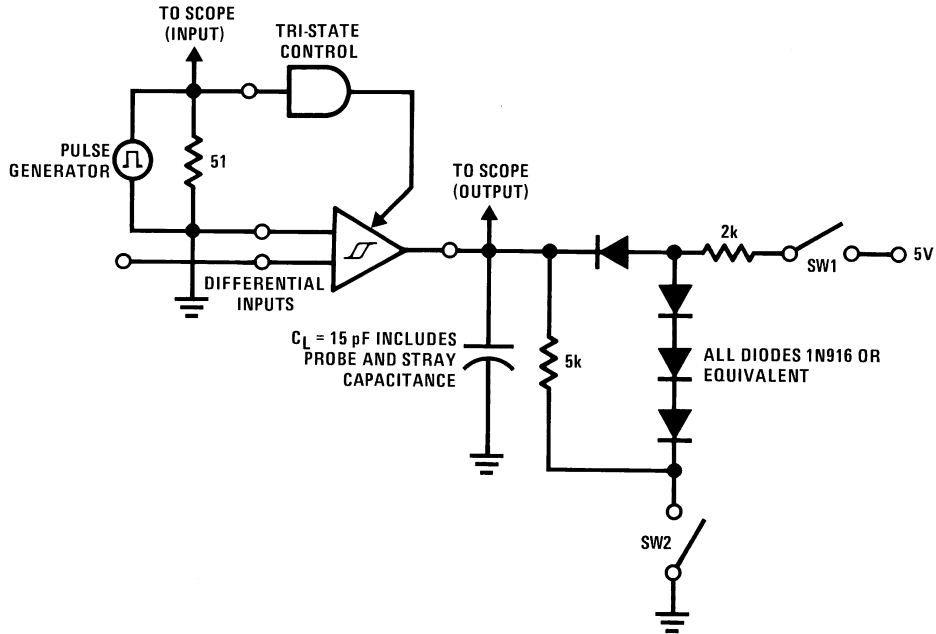 TO SCOPE
(INPUT)
TRI-STATE
CONTROL
PULSE
GENERATOR
51
TO SCOPE
(OUTPUT)
2k
SW1
5V
DIFFERENTIAL
INPUTS
CL = 15 pF INCLUDES
PROBE AND STRAY
CAPACITANCE
5k
ALL DIODES 1N916 OR
EQUIVALENT
SW2